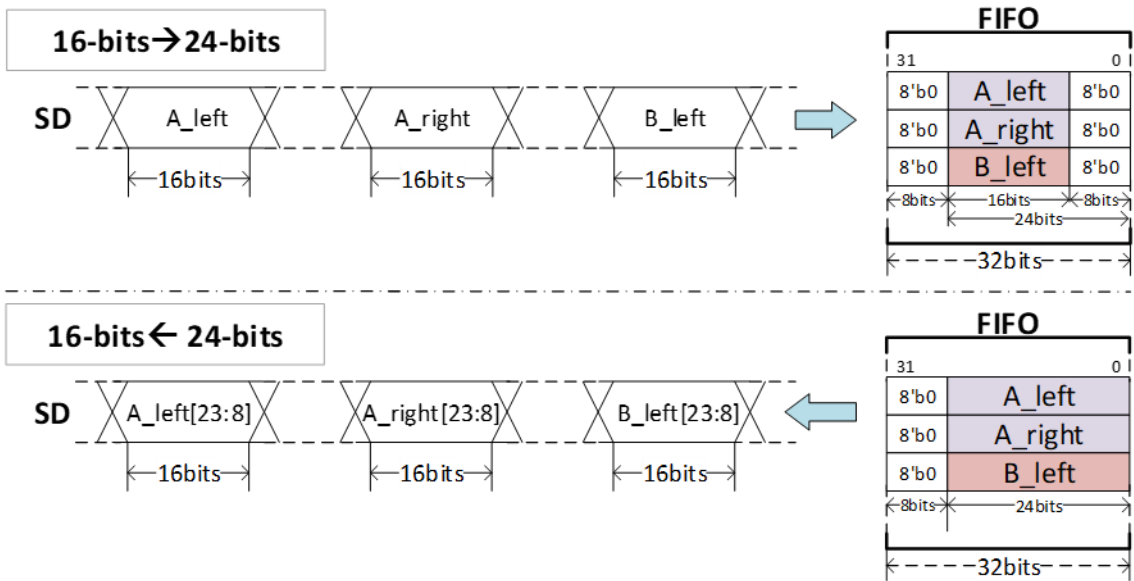 16-bits→24-bits
FIFO
31 0
SD A_left A_right B_left
8'b0 A_left 8'b0
8'b0 A_right 8'b0
8'b0 B_left 8'b0
16bits 16bits 16bits
8bits 16bits 8bits
24bits
32bits
16-bits← 24-bits
FIFO
31 0
SD A_left[23:8] A_right[23:8] B_left[23:8]
8'b0 A_left
8'b0 A_right
8'b0 B_left
16bits 16bits 16bits
8bits 24bits
32bits